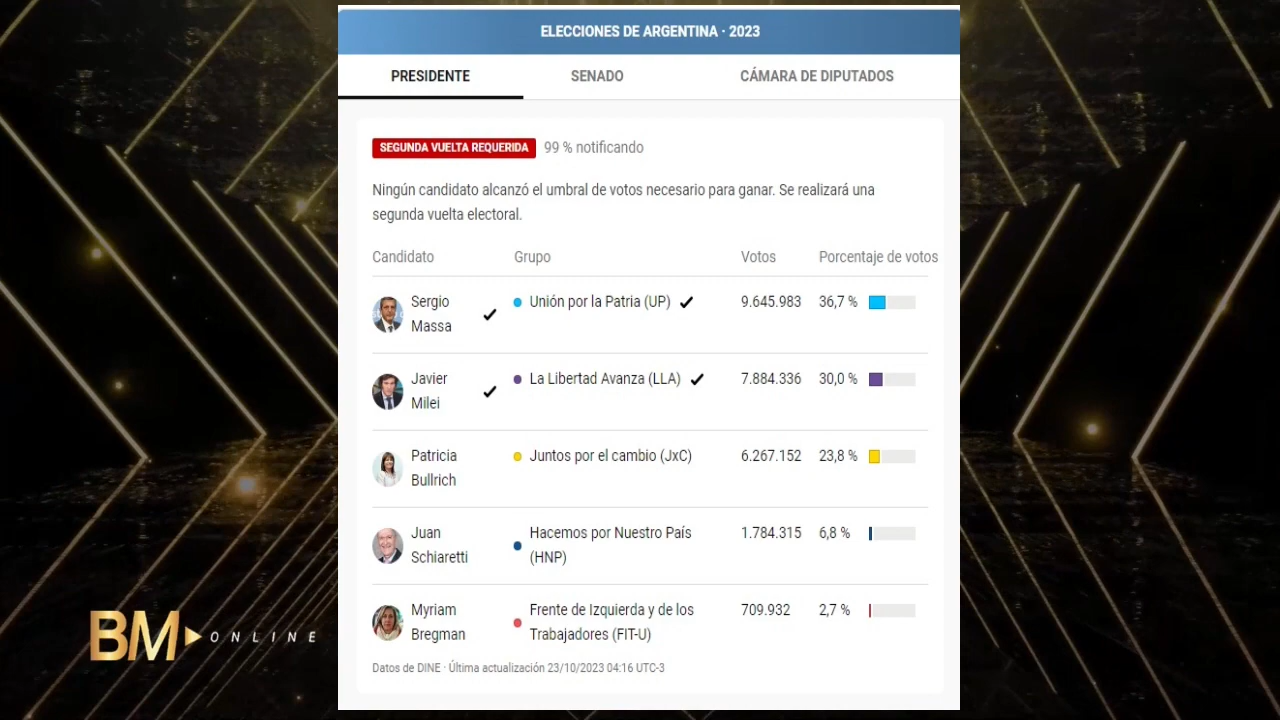 ELECCIONES DE ARGENTINA · 2023
PRESIDENTE SENADO CÁMARA DE DIPUTADOS
SEGUNDA VUELTA REQUERIDA 99 % notificando
Ningún candidato alcanzó el umbral de votos necesario para ganar. Se realizará una
segunda vuelta electoral.
Candidato Grupo Votos Porcentaje de votos
Sergio
Massa
Unión por la Patria (UP) 9.645.983 36,7 %
Javier
Milei
La Libertad Avanza (LLA) 7.884.336 30,0 %
Patricia
Bullrich
Juntos por el cambio (JxC) 6.267.152 23,8 %
Juan
Schiaretti
Hacemos por Nuestro País
(HNP)
1.784.315 6,8 %
Myriam
Bregman
Frente de Izquierda y de los
Trabajadores (FIT-U)
709.932 2,7 %
Datos de DINE · Última actualización 23/10/2023 04:16 UTC-3
BM ONLINE